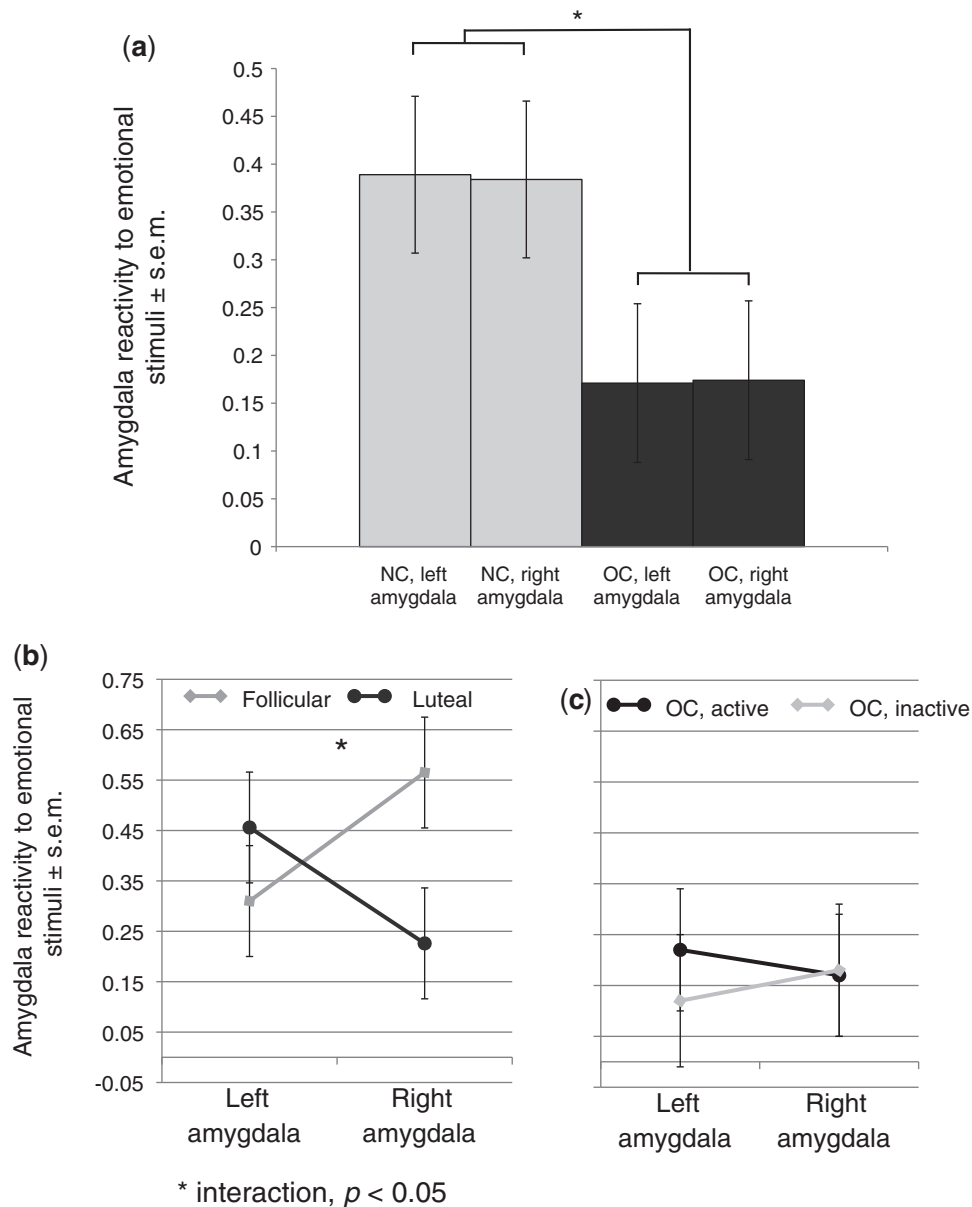 (a)
*
Amygdala reactivity to emotional
stimuli ± s.e.m.
0.5
0.45
0.4
0.35
0.3
0.25
0.2
0.15
0.1
0.05
0
NC, left
amygdala
NC, right
amygdala
OC, left
amygdala
OC, right
amygdala
(b)
Amygdala reactivity to emotional
stimuli ± s.e.m.
0.75
0.65
0.55
0.45
0.35
0.25
0.15
0.05
-0.05
Follicular
Luteal
*
Left
amygdala
Right
amygdala
(c)
OC, active
OC, inactive
Left
amygdala
Right
amygdala
* interaction, p < 0.05